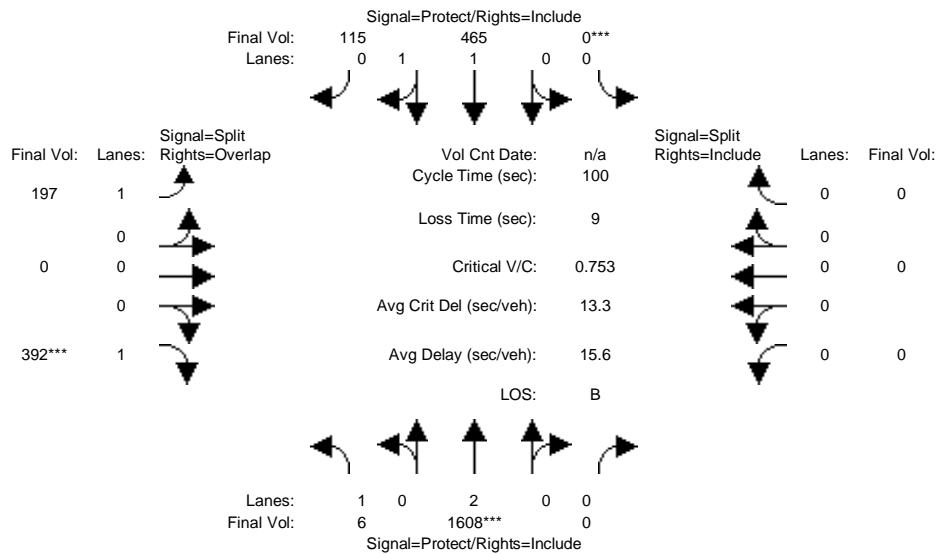 Signal=Protect/Rights=Include
Final Vol: 115 465 0***
Lanes: 0 1 1 0 0
Signal=Split Signal=Split
Final Vol: Lanes: Rights=Overlap Vol Cnt Date: n/a Rights=Include Lanes: Final Vol:
Cycle Time (sec): 100
197 1 0 0
Loss Time (sec): 9
0 0
0 0 Critical V/C: 0.753 0 0
0 Avg Crit Del (sec/veh): 13.3 0
392*** 1 Avg Delay (sec/veh): 15.6 0 0
LOS: B
Lanes: 1 0 2 0 0
Final Vol: 6 1608*** 0
Signal=Protect/Rights=Include